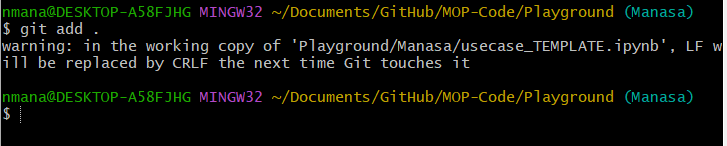 nmana@DESKTOP-A58FJHG MINGW32 ~/Documents/GitHub/MOP-Code/Playground (Manasa)
$ git add .
warning: in the working copy of 'Playground/Manasa/usecase_TEMPLATE.ipynb', LF w
ill be replaced by CRLF the next time Git touches it
nmana@DESKTOP-A58FJHG MINGW32 ~/Documents/GitHub/MOP-Code/Playground (Manasa)
$